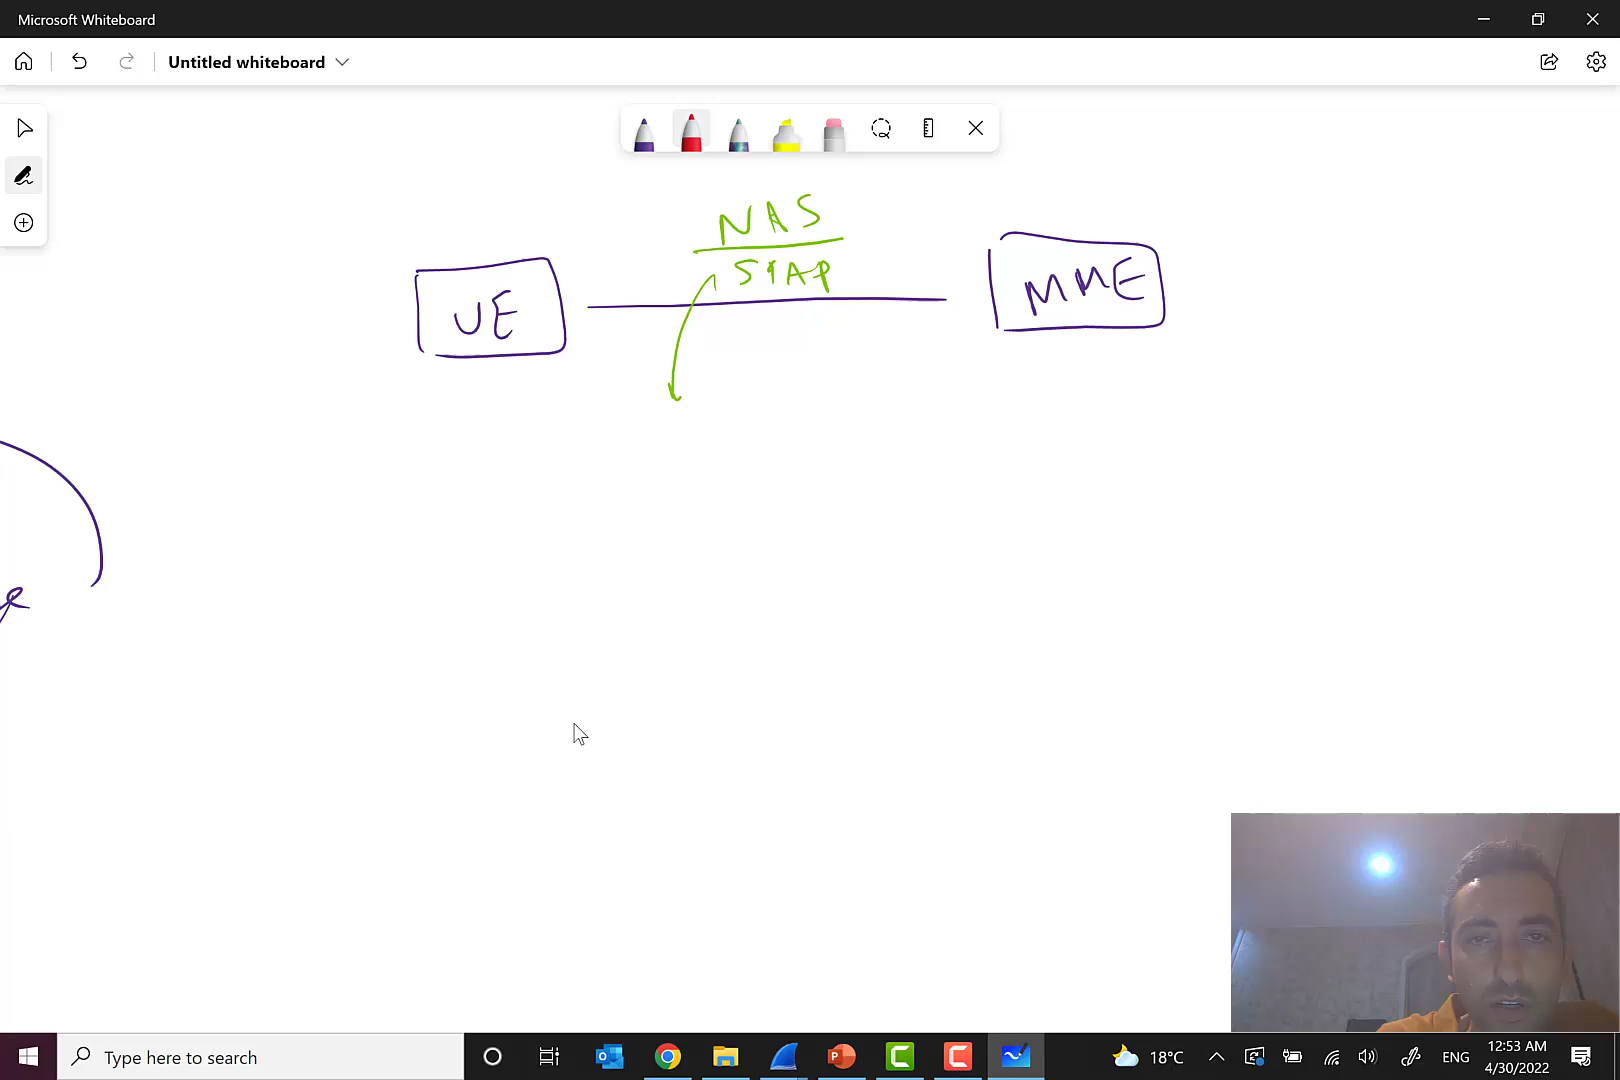 Microsoft Whiteboard
Untitled whiteboard
NAS
S1AP
UE
MME
Type here to search
18°C
ENG
12:53 AM
4/30/2022